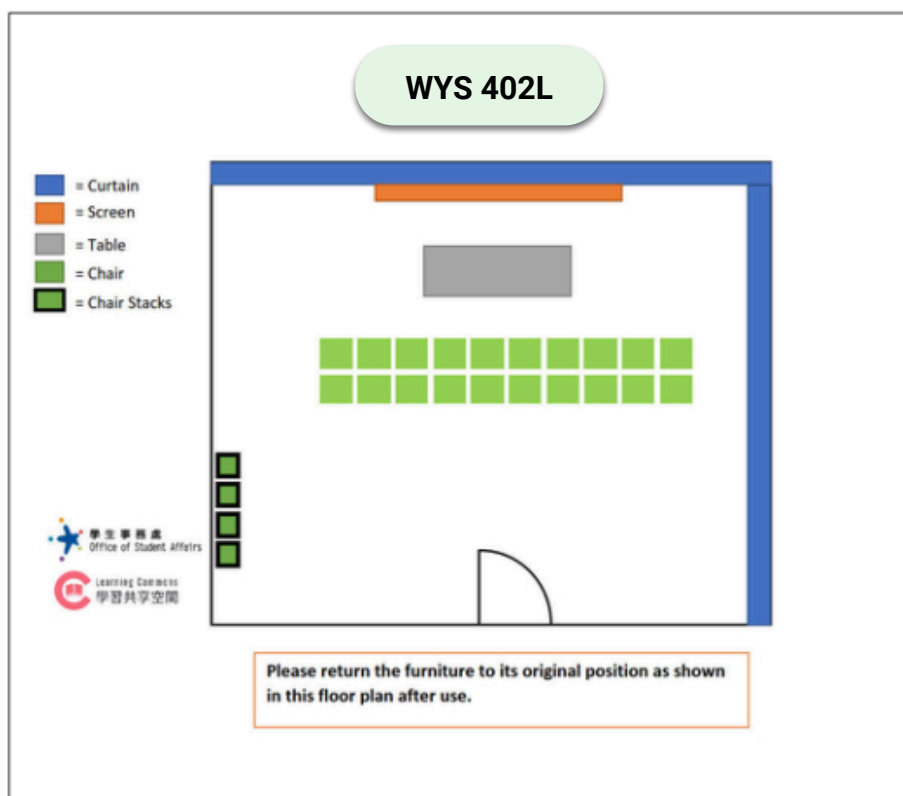 WYS 402L
= Curtain
= Screen
= Table
= Chair
= Chair Stacks
學生事務處
Office of Student Affairs
Learning Commons
學習共享空間
Please return the furniture to its original position as shown
in this floor plan after use.